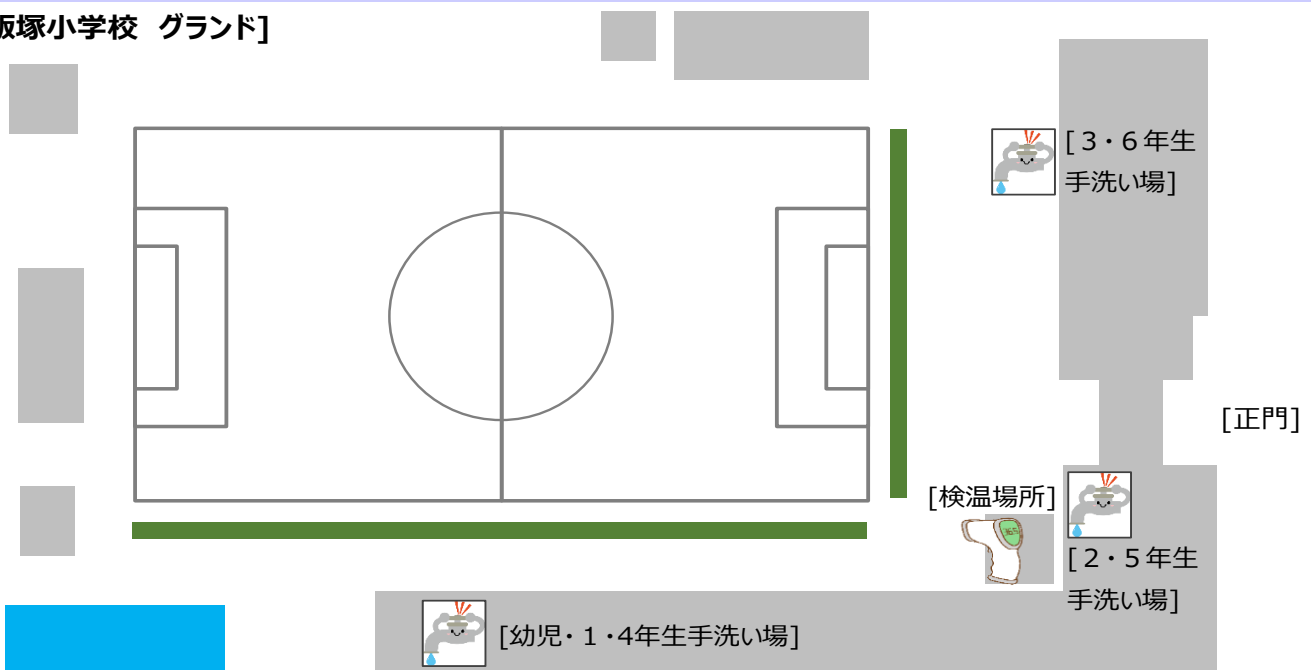 飯塚小学校 グランド]
[３・６年生
手洗い場]
[正門]
[検温場所]
[２・５年生
手洗い場]
[幼児・１・4年生手洗い場]